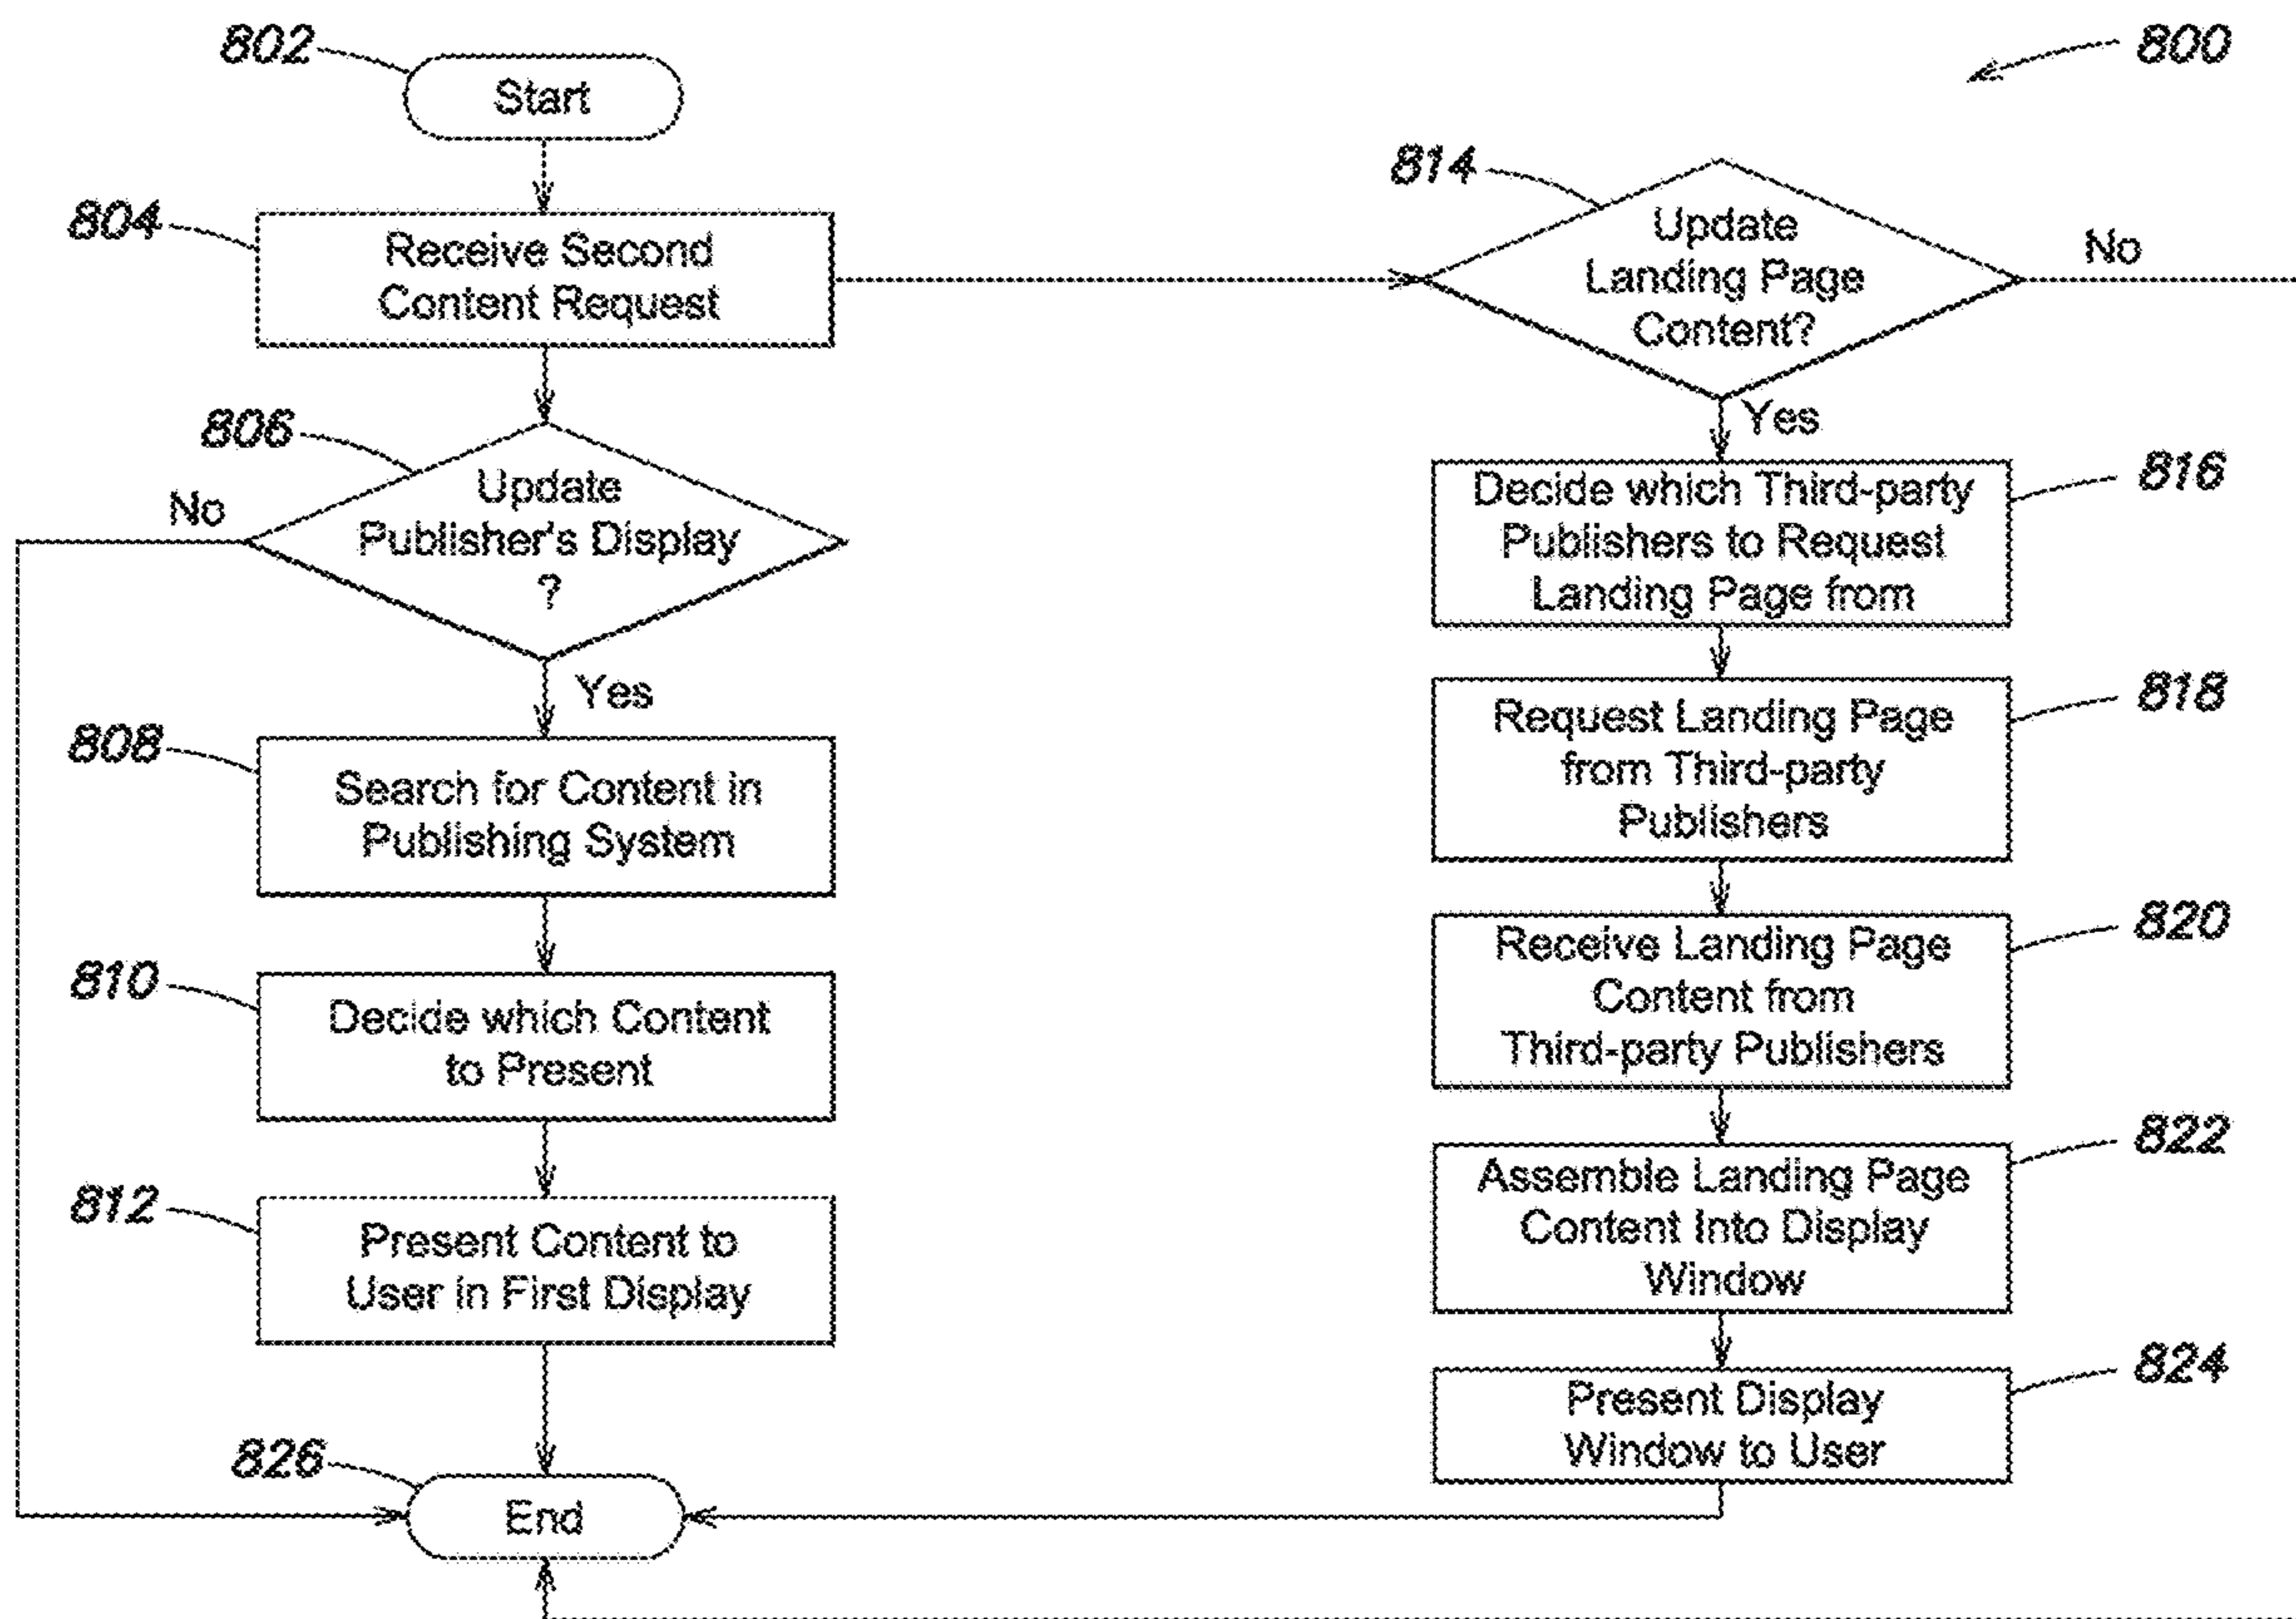 802
Start
800
804
Receive Second
Content Request
814
Update
Landing Page
Content?
No
Yes
806
Update
Publisher's Display
?
No
Yes
808
Search for Content in
Publishing System
810
Decide which Content
to Present
812
Present Content to
User in First Display
816
Decide which Third-party
Publishers to Request
Landing Page from
818
Request Landing Page
from Third-party
Publishers
820
Receive Landing Page
Content from
Third-party Publishers
822
Assemble Landing Page
Content Into Display
Window
824
Present Display
Window to User
826
End